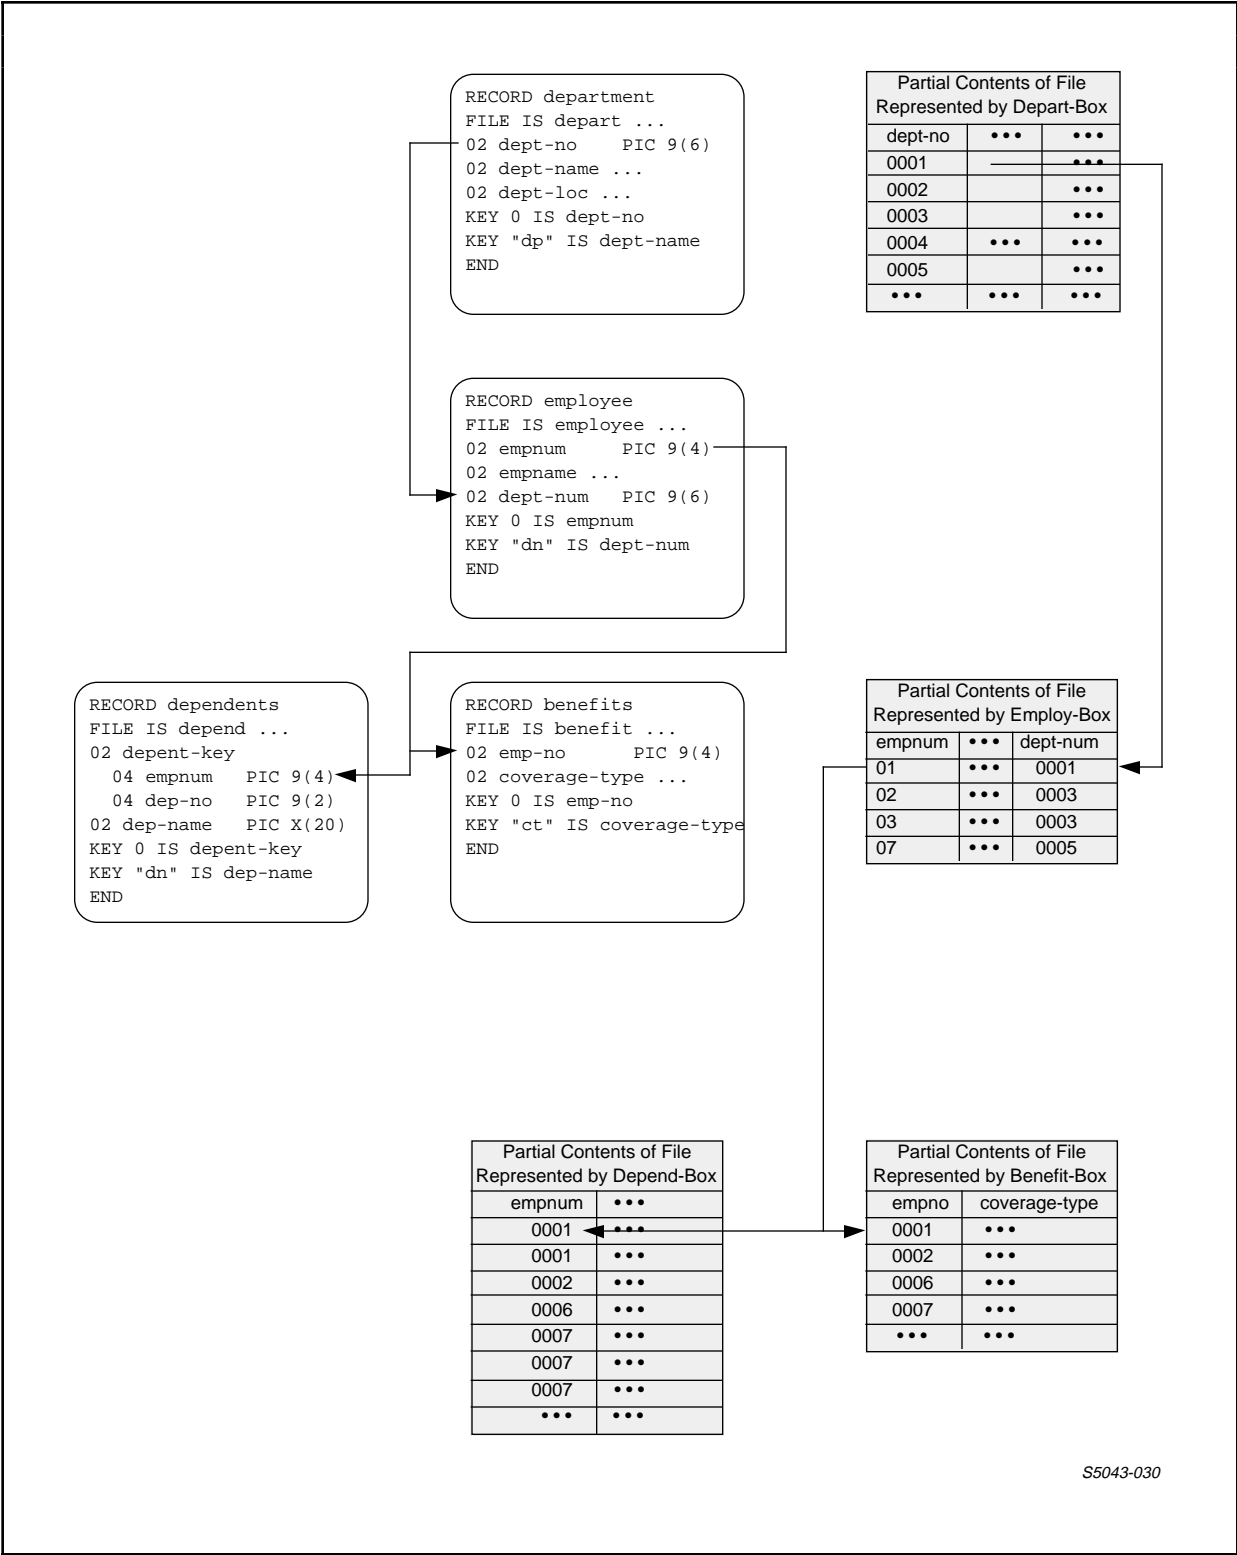 RECORD department
FILE IS depart ...
02 dept-no    PIC 9(6)
02 dept-name ...
02 dept-loc ...
KEY 0 IS dept-no
KEY "dp" IS dept-name
END
Partial Contents of File
Represented by Depart-Box
dept-no ••• •••
0001 •••
0002 •••
0003 •••
0004 ••• •••
0005 •••
••• ••• •••
RECORD employee
FILE IS employee ...
02 empnum     PIC 9(4)
02 empname ...
02 dept-num   PIC 9(6)
KEY 0 IS empnum
KEY "dn" IS dept-num
END
RECORD dependents
FILE IS depend ...
02 depent-key
  04 empnum   PIC 9(4)
  04 dep-no   PIC 9(2)
02 dep-name   PIC X(20)
KEY 0 IS depent-key
KEY "dn" IS dep-name
END
RECORD benefits
FILE IS benefit ...
02 emp-no      PIC 9(4)
02 coverage-type ...
KEY 0 IS emp-no
KEY "ct" IS coverage-type
END
Partial Contents of File
Represented by Employ-Box
empnum ••• dept-num
01 ••• 0001
02 ••• 0003
03 ••• 0003
07 ••• 0005
Partial Contents of File
Represented by Depend-Box
empnum •••
0001 •••
0001 •••
0002 •••
0006 •••
0007 •••
0007 •••
0007 •••
••• •••
Partial Contents of File
Represented by Benefit-Box
empno coverage-type
0001 •••
0002 •••
0006 •••
0007 •••
••• •••
S5043-030